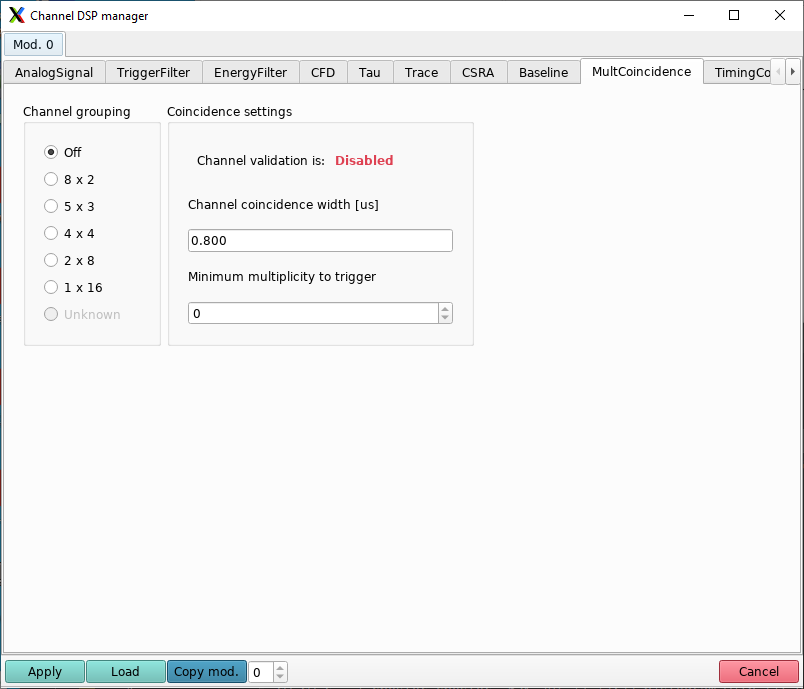 Channel DSP manager
Mod. 0
AnalogSignal TriggerFilter EnergyFilter CFD Tau Trace CSRA Baseline MultCoincidence TimingCo
Channel grouping
Off
8 x 2
5 x 3
4 x 4
2 x 8
1 x 16
Unknown
Coincidence settings
Channel validation is: Disabled
Channel coincidence width [us]
0.800
Minimum multiplicity to trigger
0
Apply Load Copy mod. 0 Cancel